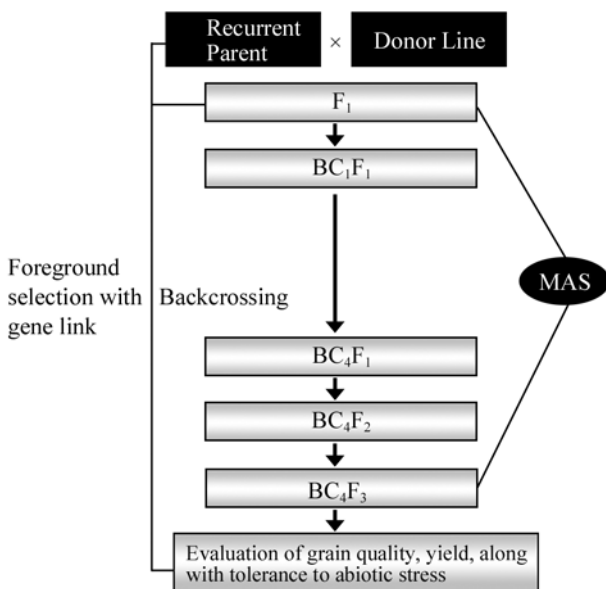 Recurrent
Parent
×
Donor Line
F₁
BC₁F₁
Foreground
selection with
gene link
Backcrossing
MAS
BC₄F₁
BC₄F₂
BC₄F₃
Evaluation of grain quality, yield, along
with tolerance to abiotic stress